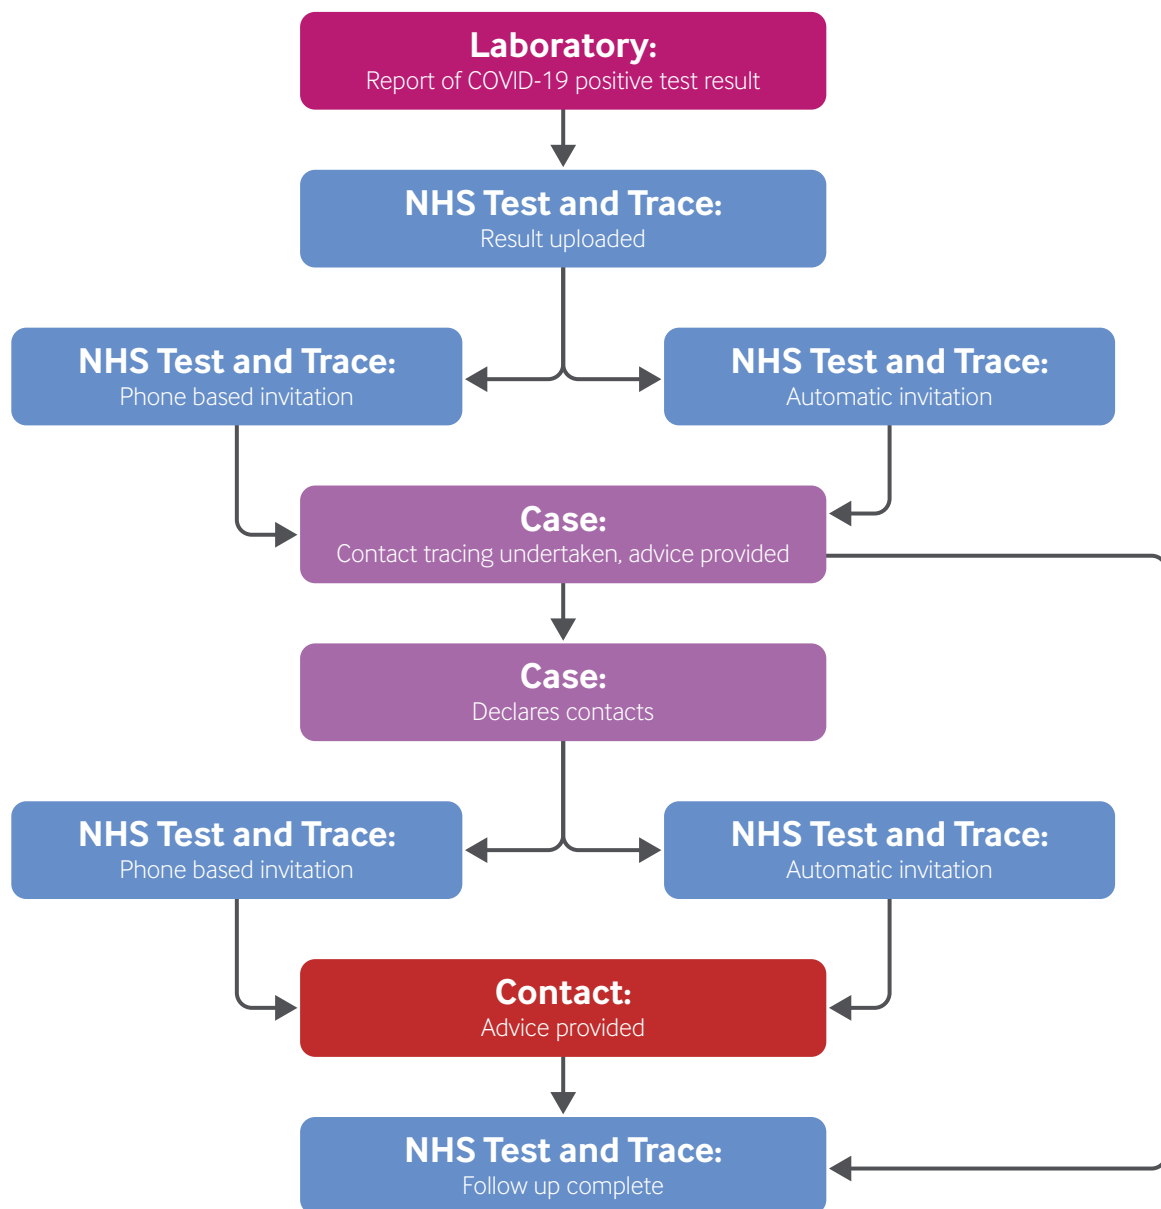 Laboratory:
Report of COVID-19 positive test result
NHS Test and Trace:
Result uploaded
NHS Test and Trace:
Phone based invitation
NHS Test and Trace:
Automatic invitation
Case:
Contact tracing undertaken, advice provided
Case:
Declares contacts
NHS Test and Trace:
Phone based invitation
NHS Test and Trace:
Automatic invitation
Contact:
Advice provided
NHS Test and Trace:
Follow up complete